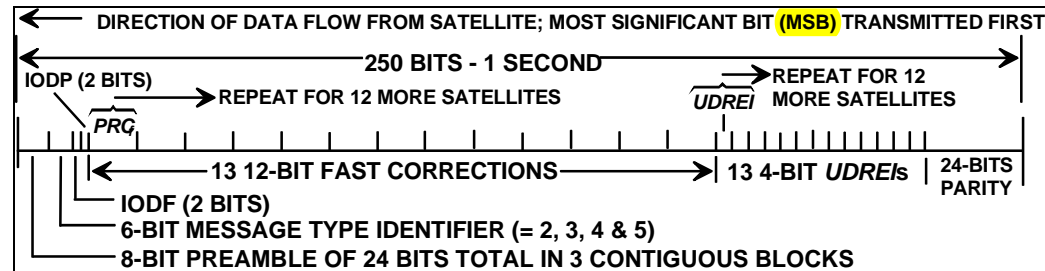 DIRECTION OF DATA FLOW FROM SATELLITE; MOST SIGNIFICANT BIT (MSB) TRANSMITTED FIRST
250 BITS - 1 SECOND
IODP (2 BITS)
REPEAT FOR 12 MORE SATELLITES
PRCf
UDREI
REPEAT FOR 12
MORE SATELLITES
13 12-BIT FAST CORRECTIONS
13 4-BIT UDREIs
24-BITS
PARITY
IODF (2 BITS)
6-BIT MESSAGE TYPE IDENTIFIER (= 2, 3, 4 & 5)
8-BIT PREAMBLE OF 24 BITS TOTAL IN 3 CONTIGUOUS BLOCKS